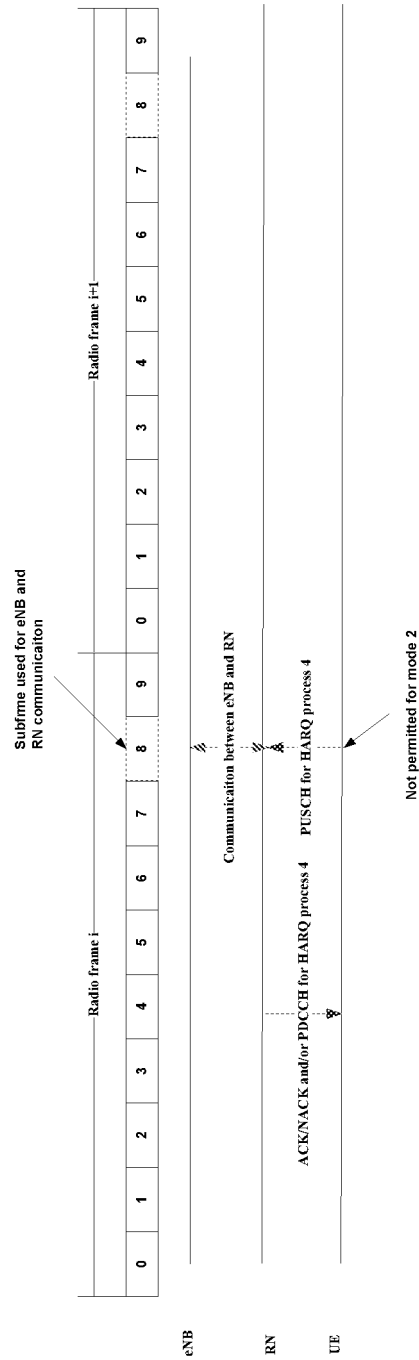 Subfrme used for eNB and
RN communicaiton
Radio frame i
Radio frame i+1
0 1 2 3 4 5 6 7 8 9 0 1 2 3 4 5 6 7 8 9
eNB
Communicaiton between eNB and RN
RN
ACK/NACK and/or PDCCH for HARQ process 4
PUSCH for HARQ process 4
UE
Not permitted for mode 2